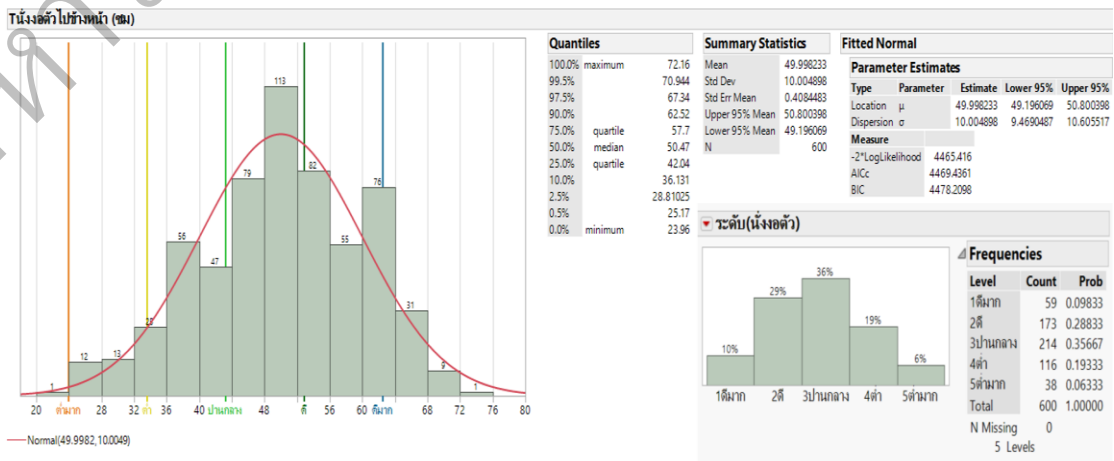 Tนั่งงอตัวไปข้างหน้า (ซม)
113
82
79
76
56
55
47
31
25
13
12
9
1
1
20 ต่ำมาก 28 32 ต่ำ 36 40 ปานกลาง 48 ดี 56 60 ดีมาก 68 72 76 80
Normal(49.9982,10.0049)
Quantiles
100.0% maximum 72.16
99.5% 70.944
97.5% 67.34
90.0% 62.52
75.0% quartile 57.7
50.0% median 50.47
25.0% quartile 42.04
10.0% 36.131
2.5% 28.81025
0.5% 25.17
0.0% minimum 23.96
Summary Statistics
Mean 49.998233
Std Dev 10.004898
Std Err Mean 0.4084483
Upper 95% Mean 50.800398
Lower 95% Mean 49.196069
N 600
Fitted Normal
Parameter Estimates
Type Parameter Estimate Lower 95% Upper 95%
Location μ 49.998233 49.196069 50.800398
Dispersion σ 10.004898 9.4690487 10.605517
Measure
-2*LogLikelihood 4465.416
AICc 4469.4361
BIC 4478.2098
ระดับ(นั่งงอตัว)
10% 29% 36% 19% 6%
1ดีมาก 2ดี 3ปานกลาง 4ต่ำ 5ต่ำมาก
Frequencies
Level Count Prob
1ดีมาก 59 0.09833
2ดี 173 0.28833
3ปานกลาง 214 0.35667
4ต่ำ 116 0.19333
5ต่ำมาก 38 0.06333
Total 600 1.00000
N Missing 0
5 Levels